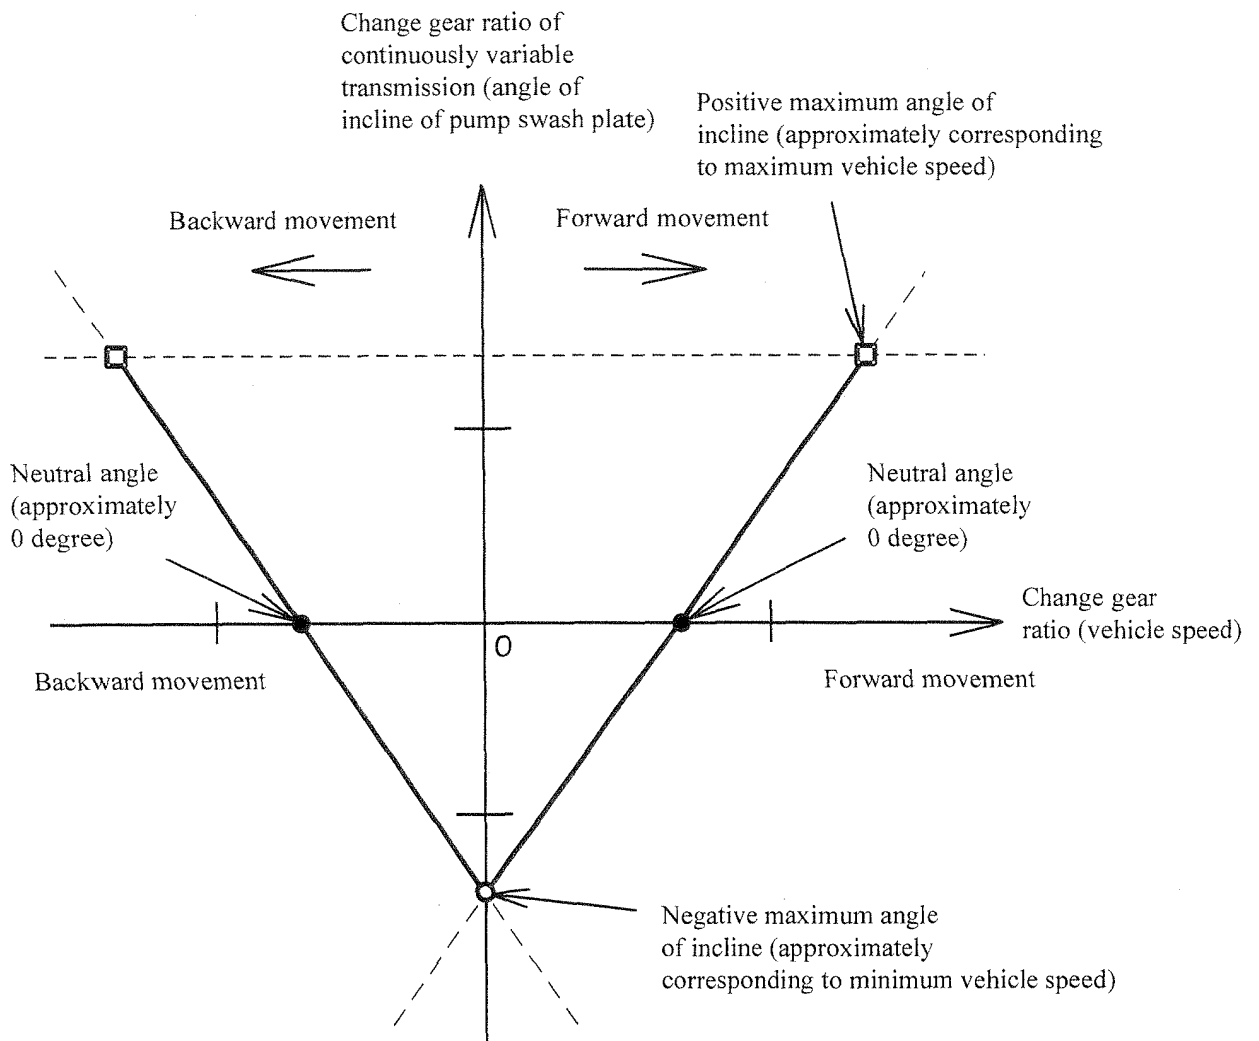 Change gear ratio of
continuously variable
transmission (angle of
incline of pump swash plate)
Positive maximum angle of
incline (approximately corresponding
to maximum vehicle speed)
Backward movement
Forward movement
Neutral angle
(approximately
0 degree)
Neutral angle
(approximately
0 degree)
Change gear
ratio (vehicle speed)
O
Backward movement
Forward movement
Negative maximum angle
of incline (approximately
corresponding to minimum vehicle speed)